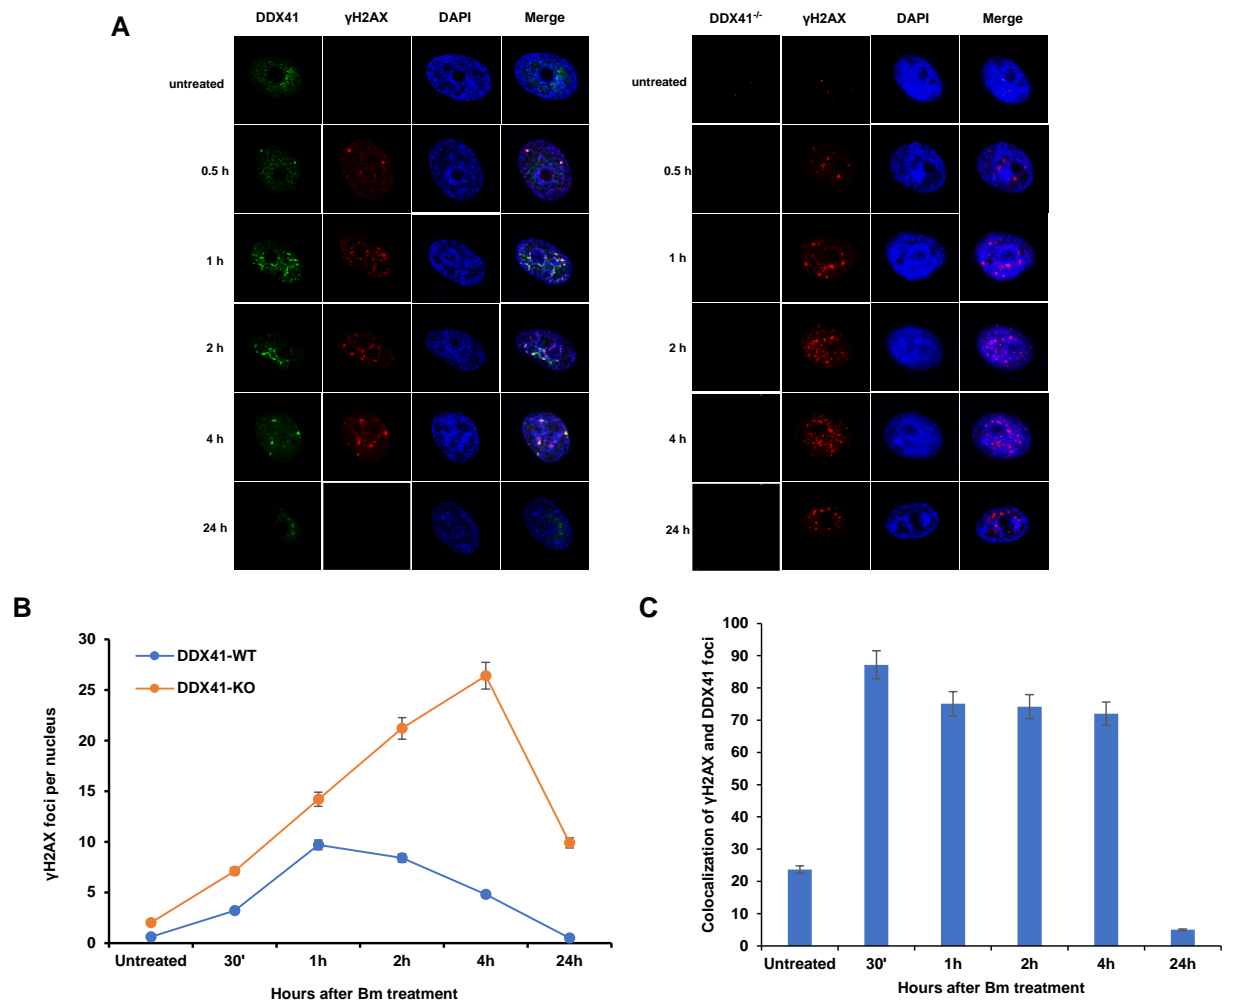 A
DDX41 γH2AX DAPI Merge
untreated
0.5 h
1 h
2 h
4 h
24 h
DDX41-/- γH2AX DAPI Merge
untreated
0.5 h
1 h
2 h
4 h
24 h
B
γH2AX foci per nucleus
30
25
20
15
10
5
0
DDX41-WT
DDX41-KO
Untreated 30' 1h 2h 4h 24h
Hours after Bm treatment
C
Colocalization of γH2AX and DDX41 foci
100
90
80
70
60
50
40
30
20
10
0
Untreated 30' 1h 2h 4h 24h
Hours after Bm treatment